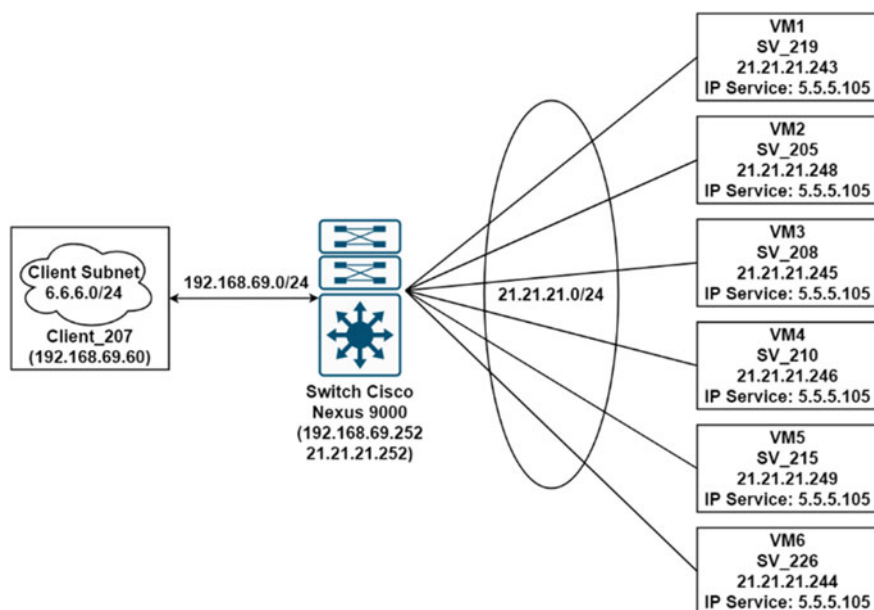 Client Subnet
6.6.6.0/24
Client_207
(192.168.69.60)
192.168.69.0/24
Switch Cisco
Nexus 9000
(192.168.69.252
21.21.21.252)
21.21.21.0/24
VM1
SV_219
21.21.21.243
IP Service: 5.5.5.105
VM2
SV_205
21.21.21.248
IP Service: 5.5.5.105
VM3
SV_208
21.21.21.245
IP Service: 5.5.5.105
VM4
SV_210
21.21.21.246
IP Service: 5.5.5.105
VM5
SV_215
21.21.21.249
IP Service: 5.5.5.105
VM6
SV_226
21.21.21.244
IP Service: 5.5.5.105